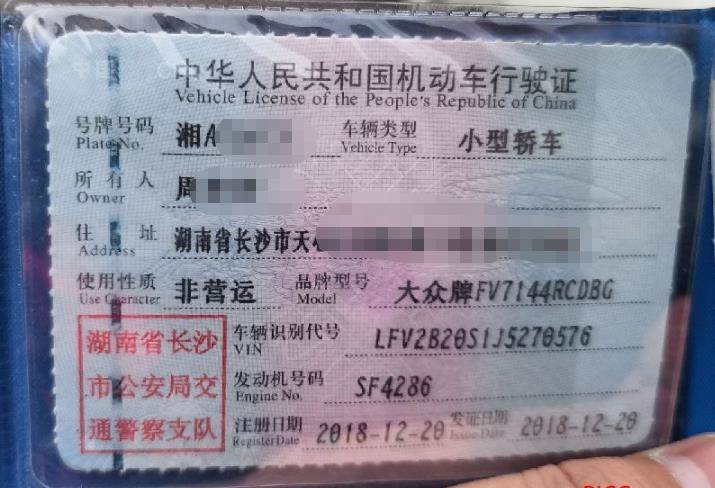 中华人民共和国机动车行驶证
Vehicle License of the People's Republic of China
号牌号码 湘A 车辆类型 小型轿车
Plate No. Vehicle Type
所有人 周
Owner
住址 湖南省长沙市天
Address
使用性质 非营运 品牌型号 大众牌FV7144RCDBG
Use Character Model
湖南省长沙
市公安局交
通警察支队
车辆识别代号 LFV2B20S1J5270576
VIN
发动机号码 SF4286
Engine No.
注册日期 2018-12-20 发证日期 2018-12-20
Register Date Issue Date